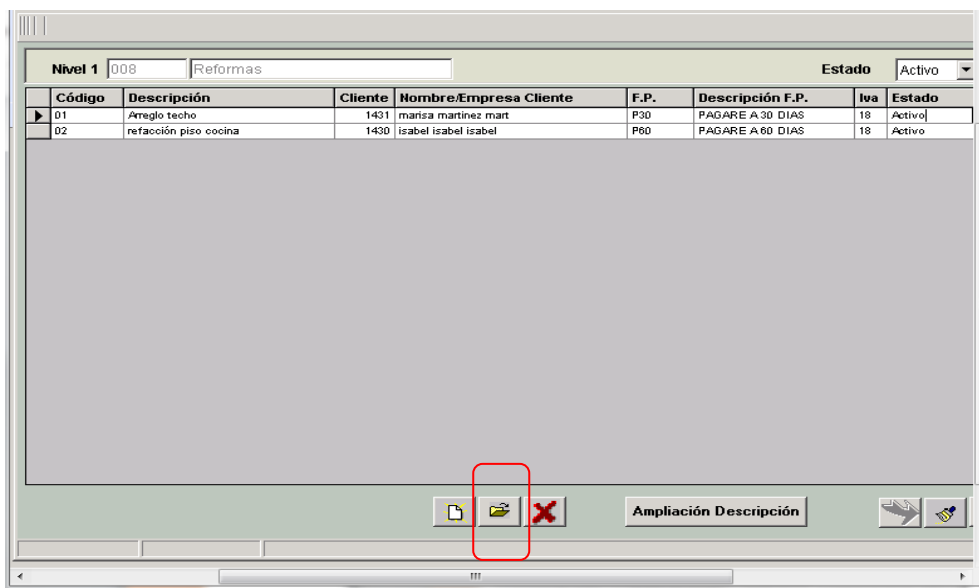 Nivel 1 008 Reformas Estado Activo
Código Descripción Cliente Nombre/Empresa Cliente F.P. Descripción F.P. Iva Estado
01 Arreglo techo 1431 marisa martinez mart P30 PAGARE A 30 DIAS 18 Activo
02 refacción piso cocina 1430 isabel isabel isabel P60 PAGARE A 60 DIAS 18 Activo
Ampliación Descripción